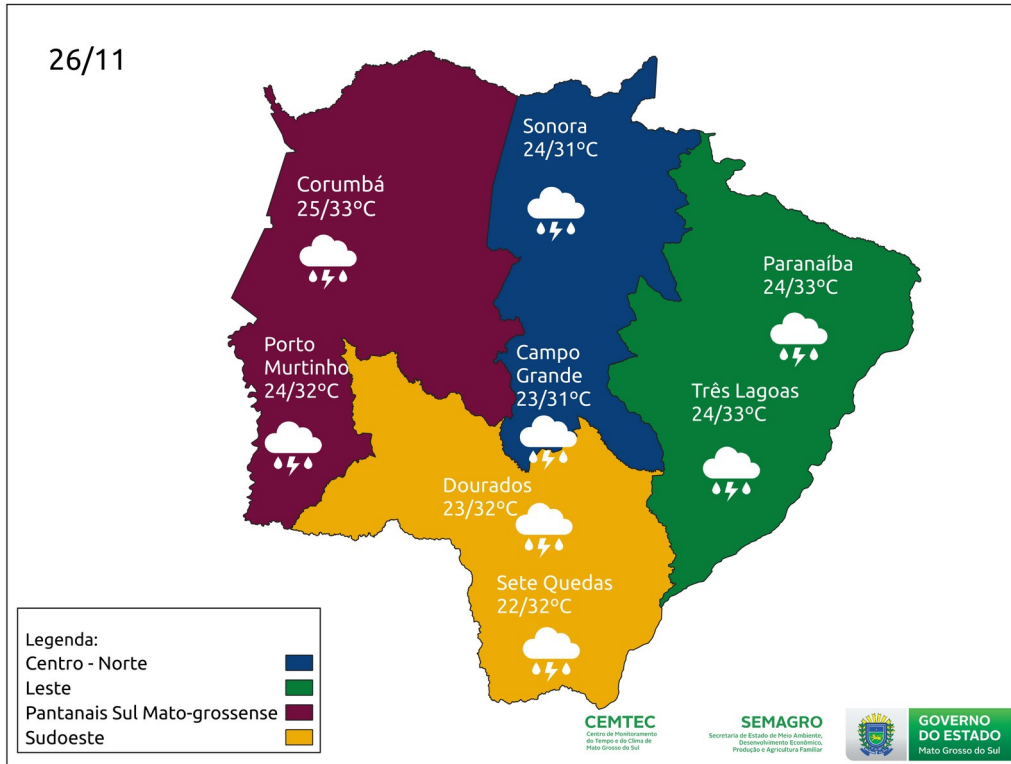 26/11
Sonora
24/31ºC
Corumbá
25/33ºC
Paranaíba
24/33ºC
Porto
Murtinho
24/32ºC
Campo
Grande
23/31ºC
Três Lagoas
24/33ºC
Dourados
23/32ºC
Sete Quedas
22/32ºC
Legenda:
Centro - Norte
Leste
Pantanais Sul Mato-grossense
Sudoeste
CEMTEC
Centro de Monitoramento
do Tempo e do Clima de
Mato Grosso do Sul
SEMAGRO
Secretaria de Estado de Meio Ambiente,
Desenvolvimento Econômico,
Produção e Agricultura Familiar
GOVERNO
DO ESTADO
Mato Grosso do Sul